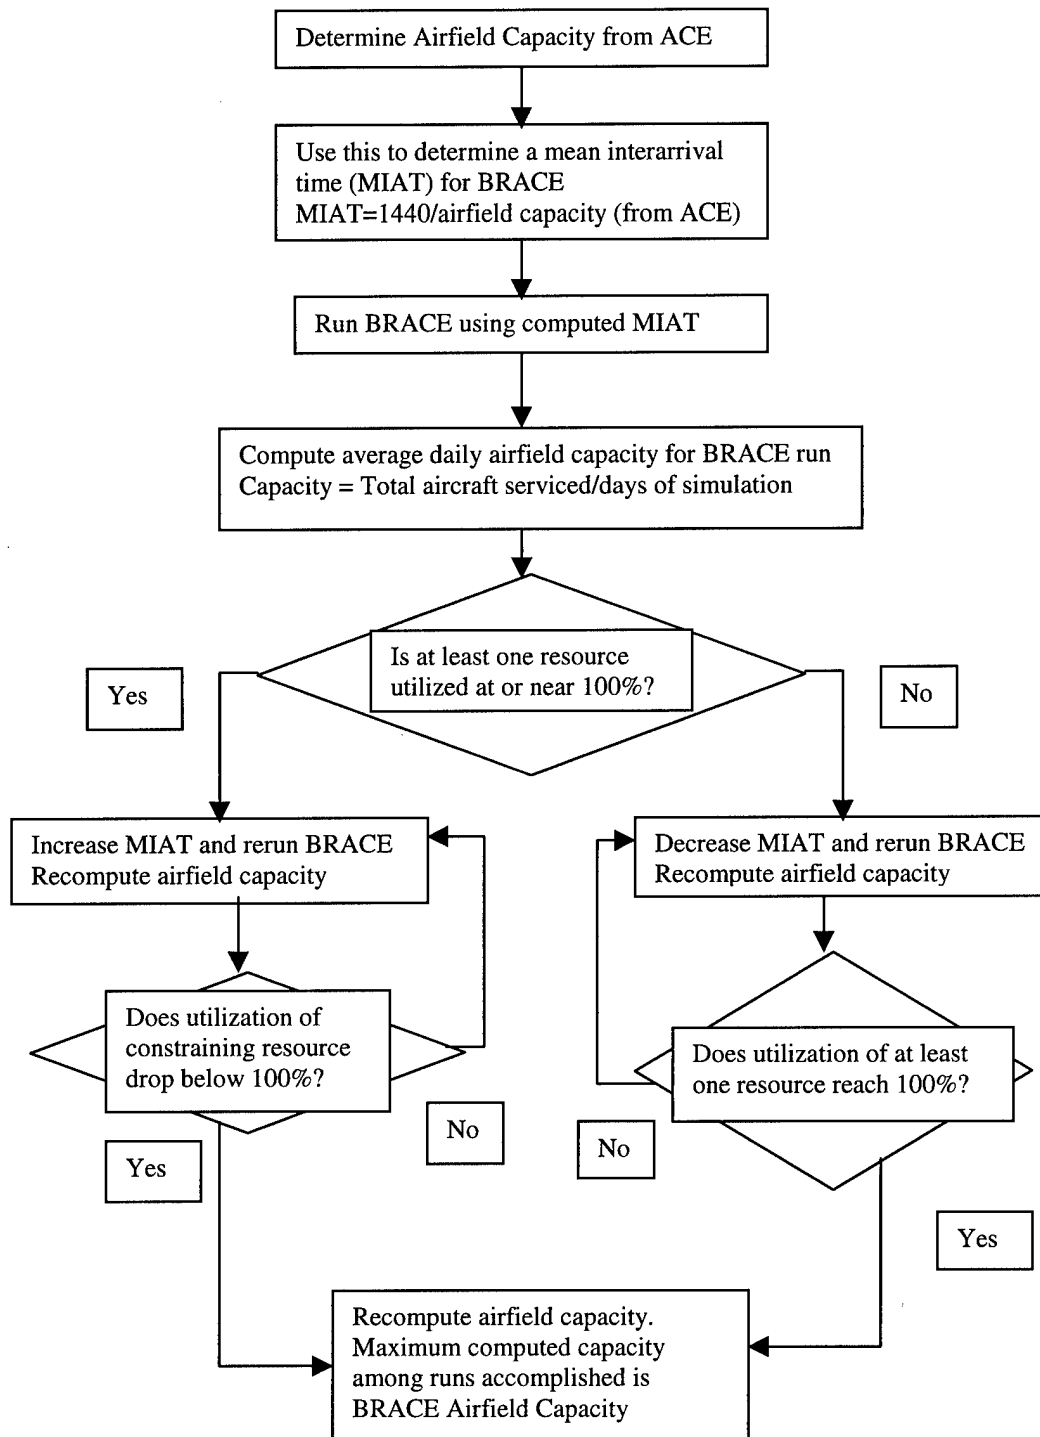 Determine Airfield Capacity from ACE
Use this to determine a mean interarrival
time (MIAT) for BRACE
MIAT=1440/airfield capacity (from ACE)
Run BRACE using computed MIAT
Compute average daily airfield capacity for BRACE run
Capacity = Total aircraft serviced/days of simulation
Is at least one resource
utilized at or near 100%?
Yes
No
Increase MIAT and rerun BRACE
Recompute airfield capacity
Decrease MIAT and rerun BRACE
Recompute airfield capacity
Does utilization of
constraining resource
drop below 100%?
Does utilization of at least
one resource reach 100%?
No
Yes
No
Yes
Recompute airfield capacity.
Maximum computed capacity
among runs accomplished is
BRACE Airfield Capacity